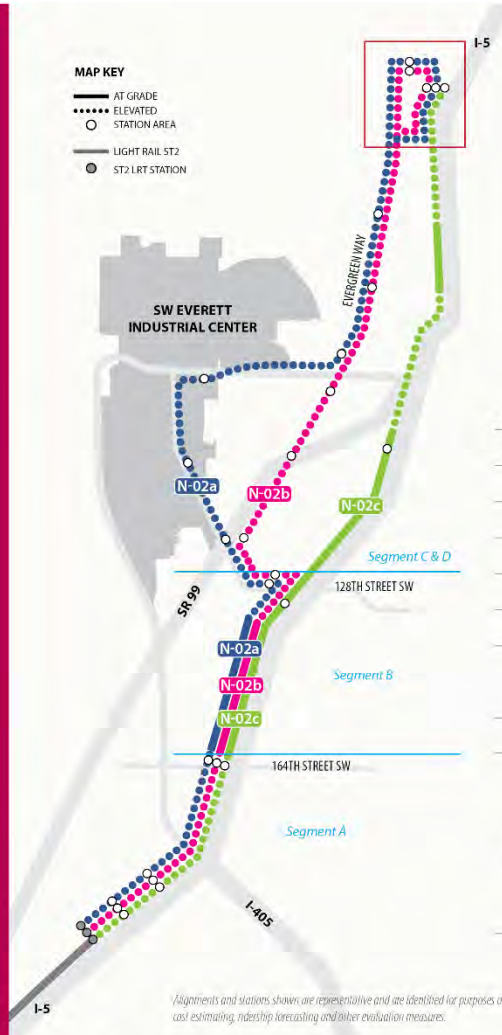 I-5
MAP KEY
AT GRADE
ELEVATED
STATION AREA
LIGHT RAIL ST2
ST2 LRT STATION
EVERGREEN WAY
SW EVERETT
INDUSTRIAL CENTER
N-02a
N-02b
N-02c
Segment C & D
128TH STREET SW
SR 99
N-02a
Segment B
N-02b
N-02c
164TH STREET SW
Segment A
I-405
I-5
Alignments and stations shown are representative and are identified for purposes o
cost estimating, ridership forecasting and other evaluation measures.